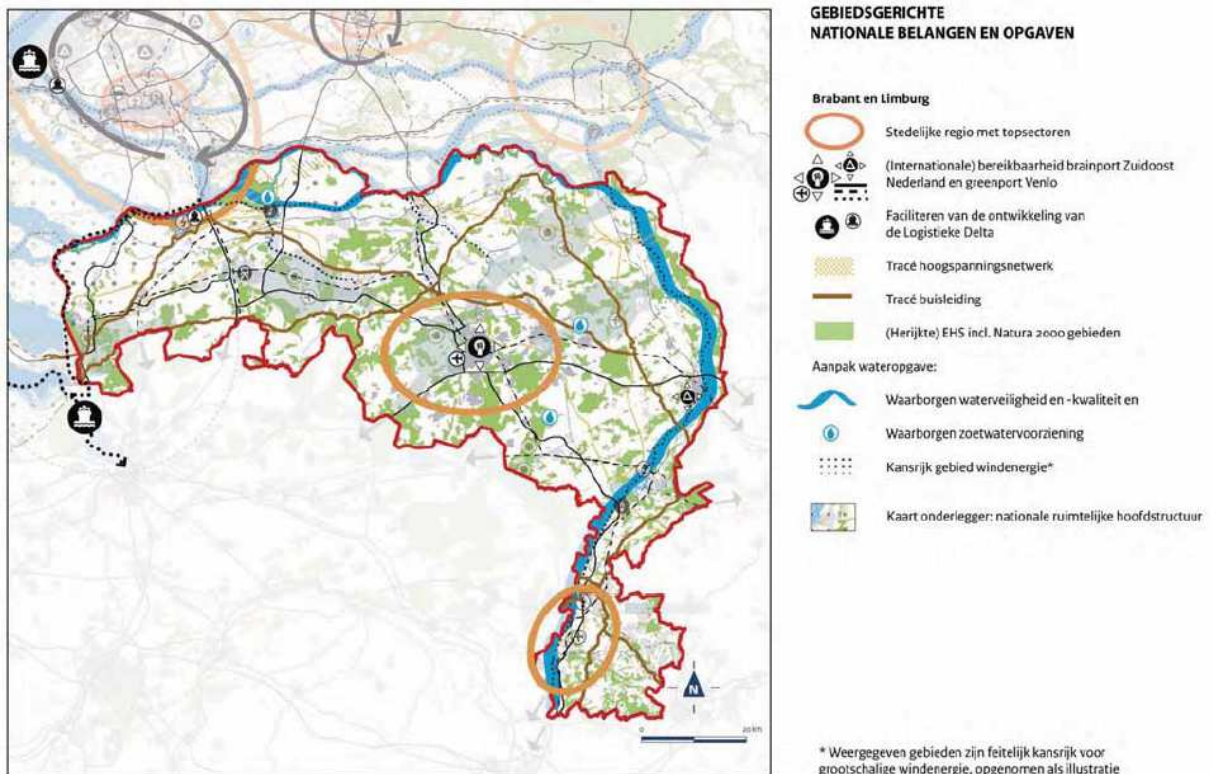 GEBIEDSGERICHTE
NATIONALE BELANGEN EN OPGAVEN
Brabant en Limburg
Stedelijke regio met topsectoren
(Internationale) bereikbaarheid brainport Zuidoost
Nederland en greenport Venlo
Faciliteren van de ontwikkeling van
de Logistieke Delta
Tracé hoogspanningsnetwerk
Tracé buisleiding
(Herijkte) EHS incl. Natura 2000 gebieden
Aanpak wateropgave:
Waarborgen waterveiligheid en -kwaliteit en
Waarborgen zoetwatervoorziening
Kansrijk gebied windenergie*
Kaart onderlegger: nationale ruimtelijke hoofdstructuur
N
0 20 km
* Weergegeven gebieden zijn feitelijk kansrijk voor
grootschalige windenergie, opgenomen als illustratie